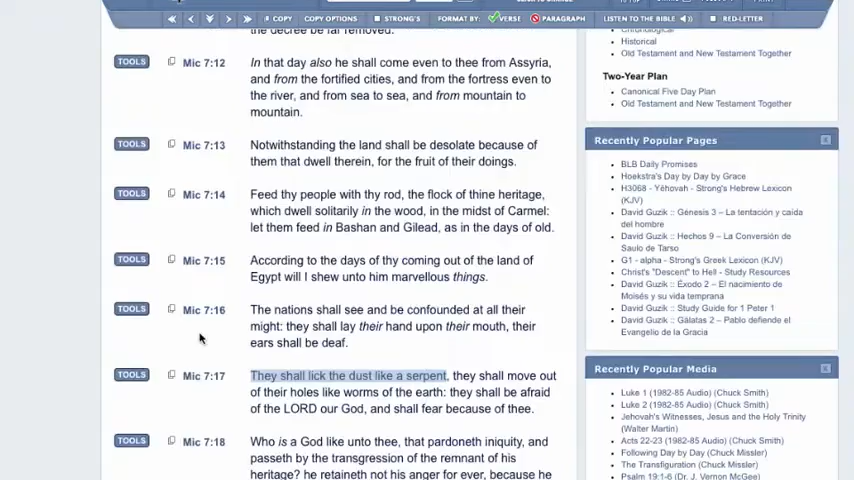 COPY COPY OPTIONS STRONG'S FORMAT BY: VERSE PARAGRAPH LISTEN TO THE BIBLE RED-LETTER
the decree be far removed.
TOOLS Mic 7:12 In that day also he shall come even to thee from Assyria,
and from the fortified cities, and from the fortress even to
the river, and from sea to sea, and from mountain to
mountain.
TOOLS Mic 7:13 Notwithstanding the land shall be desolate because of
them that dwell therein, for the fruit of their doings.
TOOLS Mic 7:14 Feed thy people with thy rod, the flock of thine heritage,
which dwell solitarily in the wood, in the midst of Carmel:
let them feed in Bashan and Gilead, as in the days of old.
TOOLS Mic 7:15 According to the days of thy coming out of the land of
Egypt will I shew unto him marvellous things.
TOOLS Mic 7:16 The nations shall see and be confounded at all their
might: they shall lay their hand upon their mouth, their
ears shall be deaf.
TOOLS Mic 7:17 They shall lick the dust like a serpent, they shall move out
of their holes like worms of the earth: they shall be afraid
of the LORD our God, and shall fear because of thee.
TOOLS Mic 7:18 Who is a God like unto thee, that pardoneth iniquity, and
passeth by the transgression of the remnant of his
heritage? he retaineth not his anger for ever, because he
Chronological
Historical
Old Testament and New Testament Together
Two-Year Plan
Canonical Five Day Plan
Old Testament and New Testament Together
Recently Popular Pages
BLB Daily Promises
Hoekstra's Day by Day by Grace
H3068 - Yĕhovah - Strong's Hebrew Lexicon
(KJV)
David Guzik :: Génesis 3 – La tentación y caída
del hombre
David Guzik :: Hechos 9 – La Conversión de
Saulo de Tarso
G1 - alpha - Strong's Greek Lexicon (KJV)
Christ's "Descent" to Hell - Study Resources
David Guzik :: Éxodo 2 – El nacimiento de
Moisés y su vida temprana
David Guzik :: Study Guide for 1 Peter 1
David Guzik :: Gálatas 2 – Pablo defiende el
Evangelio de la Gracia
Recently Popular Media
Luke 1 (1982-85 Audio) (Chuck Smith)
Luke 2 (1982-85 Audio) (Chuck Smith)
Jehovah's Witnesses, Jesus and the Holy Trinity
(Walter Martin)
Acts 22-23 (1982-85 Audio) (Chuck Smith)
Following Day by Day (Chuck Missler)
The Transfiguration (Chuck Missler)
Psalm 19:1-6 (Dr. J. Vernon McGee)